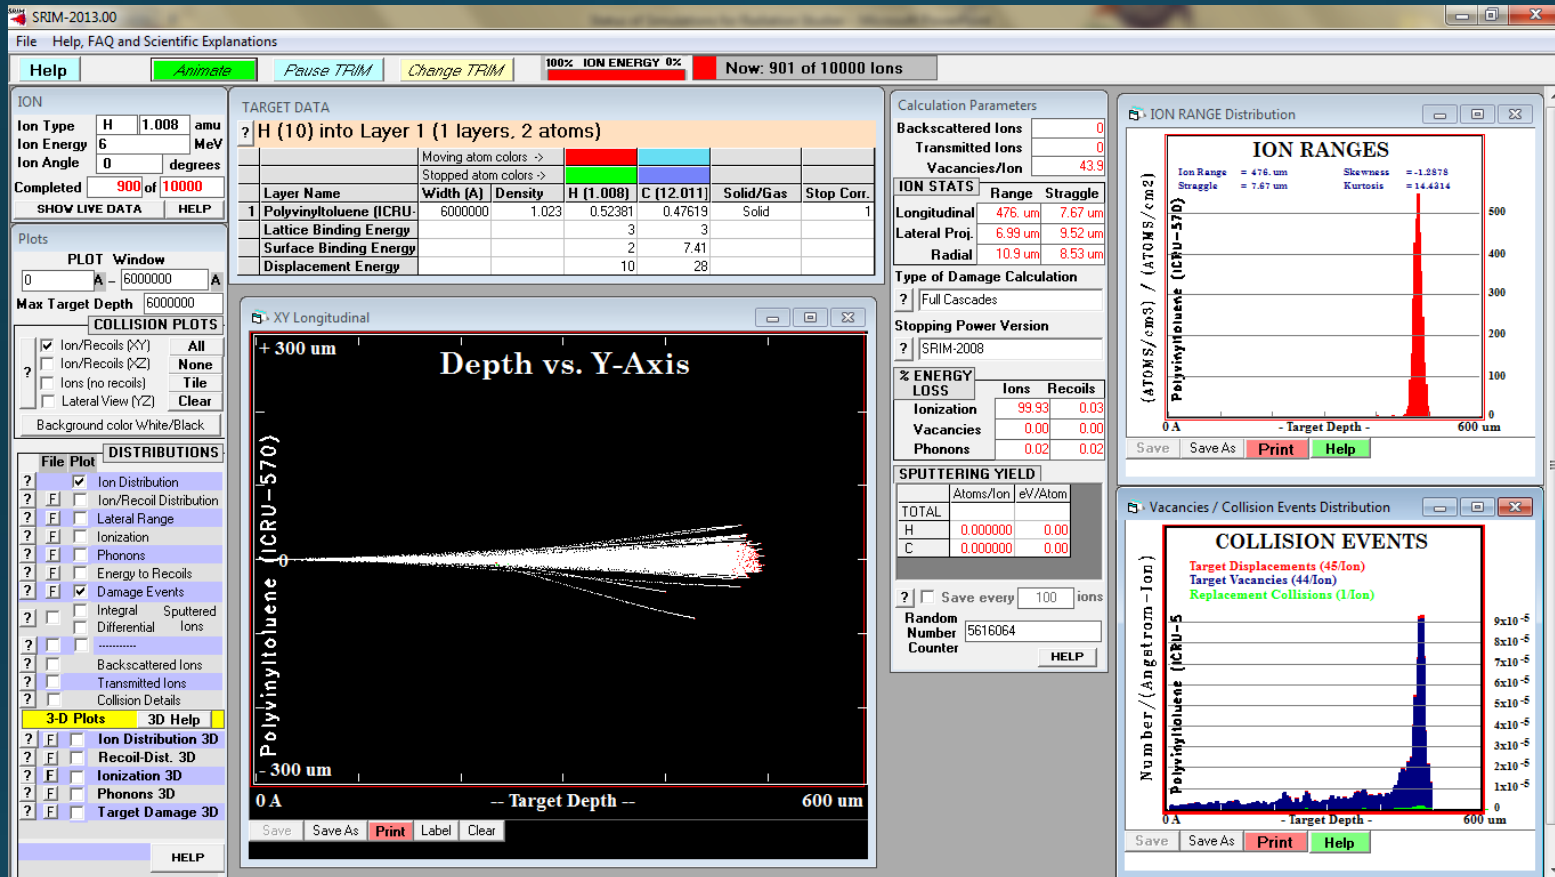 SRIM-2013.00
File Help, FAQ and Scientific Explanations
Help Animate Pause TRIM Change TRIM 100% ION ENERGY 0% Now: 901 of 10000 Ions
ION
Ion Type H 1.008 amu
Ion Energy 6 MeV
Ion Angle 0 degrees
Completed 900 of 10000
SHOW LIVE DATA HELP
Plots
PLOT Window
0 A - 6000000 A
Max Target Depth 6000000
COLLISION PLOTS
Ion/Recoils (XY) All
Ion/Recoils (XZ) None
? Ions (no recoils) Tile
Lateral View (YZ) Clear
Background color White/Black
DISTRIBUTIONS
File Plot
? Ion Distribution
? F Ion/Recoil Distribution
? F Lateral Range
? F Ionization
? F Phonons
? F Energy to Recoils
? F Damage Events
? Integral Sputtered
Differential Ions
? -----------
? Backscattered Ions
? Transmitted Ions
? Collision Details
3-D Plots 3D Help
? F Ion Distribution 3D
? F Recoil-Dist. 3D
? F Ionization 3D
? F Phonons 3D
? F Target Damage 3D
HELP
TARGET DATA
? H (10) into Layer 1 (1 layers, 2 atoms)
Moving atom colors ->
Stopped atom colors ->
Layer Name Width (A) Density H (1.008) C (12.011) Solid/Gas Stop Corr.
1 Polyvinyltoluene (ICRU- 6000000 1.023 0.52381 0.47619 Solid 1
Lattice Binding Energy 3 3
Surface Binding Energy 2 7.41
Displacement Energy 10 28
XY Longitudinal
+ 300 um
Depth vs. Y-Axis
Polyvinyltoluene (ICRU-570)
0
- 300 um
0 A -- Target Depth -- 600 um
Save Save As Print Label Clear
Calculation Parameters
Backscattered Ions 0
Transmitted Ions 0
Vacancies/Ion 43.9
ION STATS Range Straggle
Longitudinal 476. um 7.67 um
Lateral Proj. 6.99 um 9.52 um
Radial 10.9 um 8.53 um
Type of Damage Calculation
? Full Cascades
Stopping Power Version
? SRIM-2008
% ENERGY LOSS Ions Recoils
Ionization 99.93 0.03
Vacancies 0.00 0.00
Phonons 0.02 0.02
SPUTTERING YIELD
Atoms/Ion eV/Atom
TOTAL
H 0.000000 0.00
C 0.000000 0.00
? Save every 100 ions
Random Number Counter 5616064
HELP
ION RANGE Distribution
ION RANGES
Ion Range = 476. um Skewness = -1.2878
Straggle = 7.67 um Kurtosis = 14.4314
(ATOMS/cm3) / (ATOMS/cm2)
Polyvinyltoluene (ICRU-570)
500
400
300
200
100
0
0 A - Target Depth - 600 um
Save Save As Print Help
Vacancies / Collision Events Distribution
COLLISION EVENTS
Target Displacements (45/Ion)
Target Vacancies (44/Ion)
Replacement Collisions (1/Ion)
Number/(Angstrom-Ion)
Polyvinyltoluene (ICRU-5
9x10-5
8x10-5
7x10-5
6x10-5
5x10-5
4x10-5
3x10-5
2x10-5
1x10-5
0
0 A - Target Depth - 600 um
Save Save As Print Help